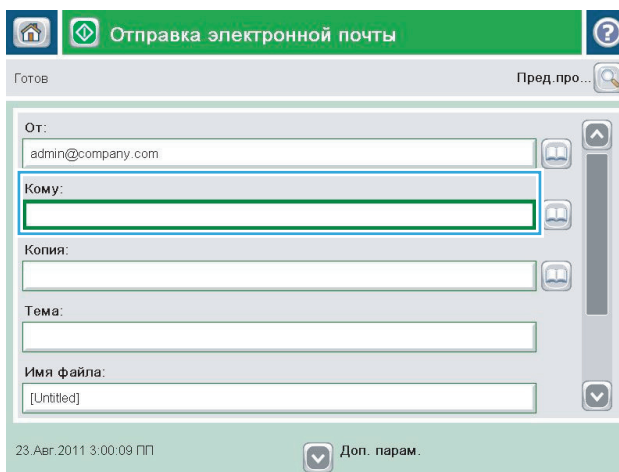 Отправка электронной почты
Готов
Пред.про...
От:
admin@company.com
Кому:
Копия:
Тема:
Имя файла:
[Untitled]
23.Авг.2011 3:00:09 ПП
Доп. парам.